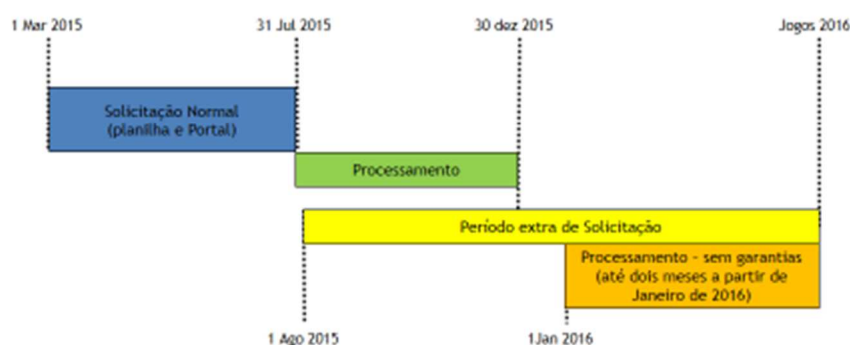 1 Mar 2015
31 Jul 2015
30 dez 2015
Jogos 2016
Solicitação Normal
(planilha e Portal)
Processamento
Período extra de Solicitação
Processamento - sem garantias
(até dois meses a partir de
Janeiro de 2016)
1 Ago 2015
1Jan 2016